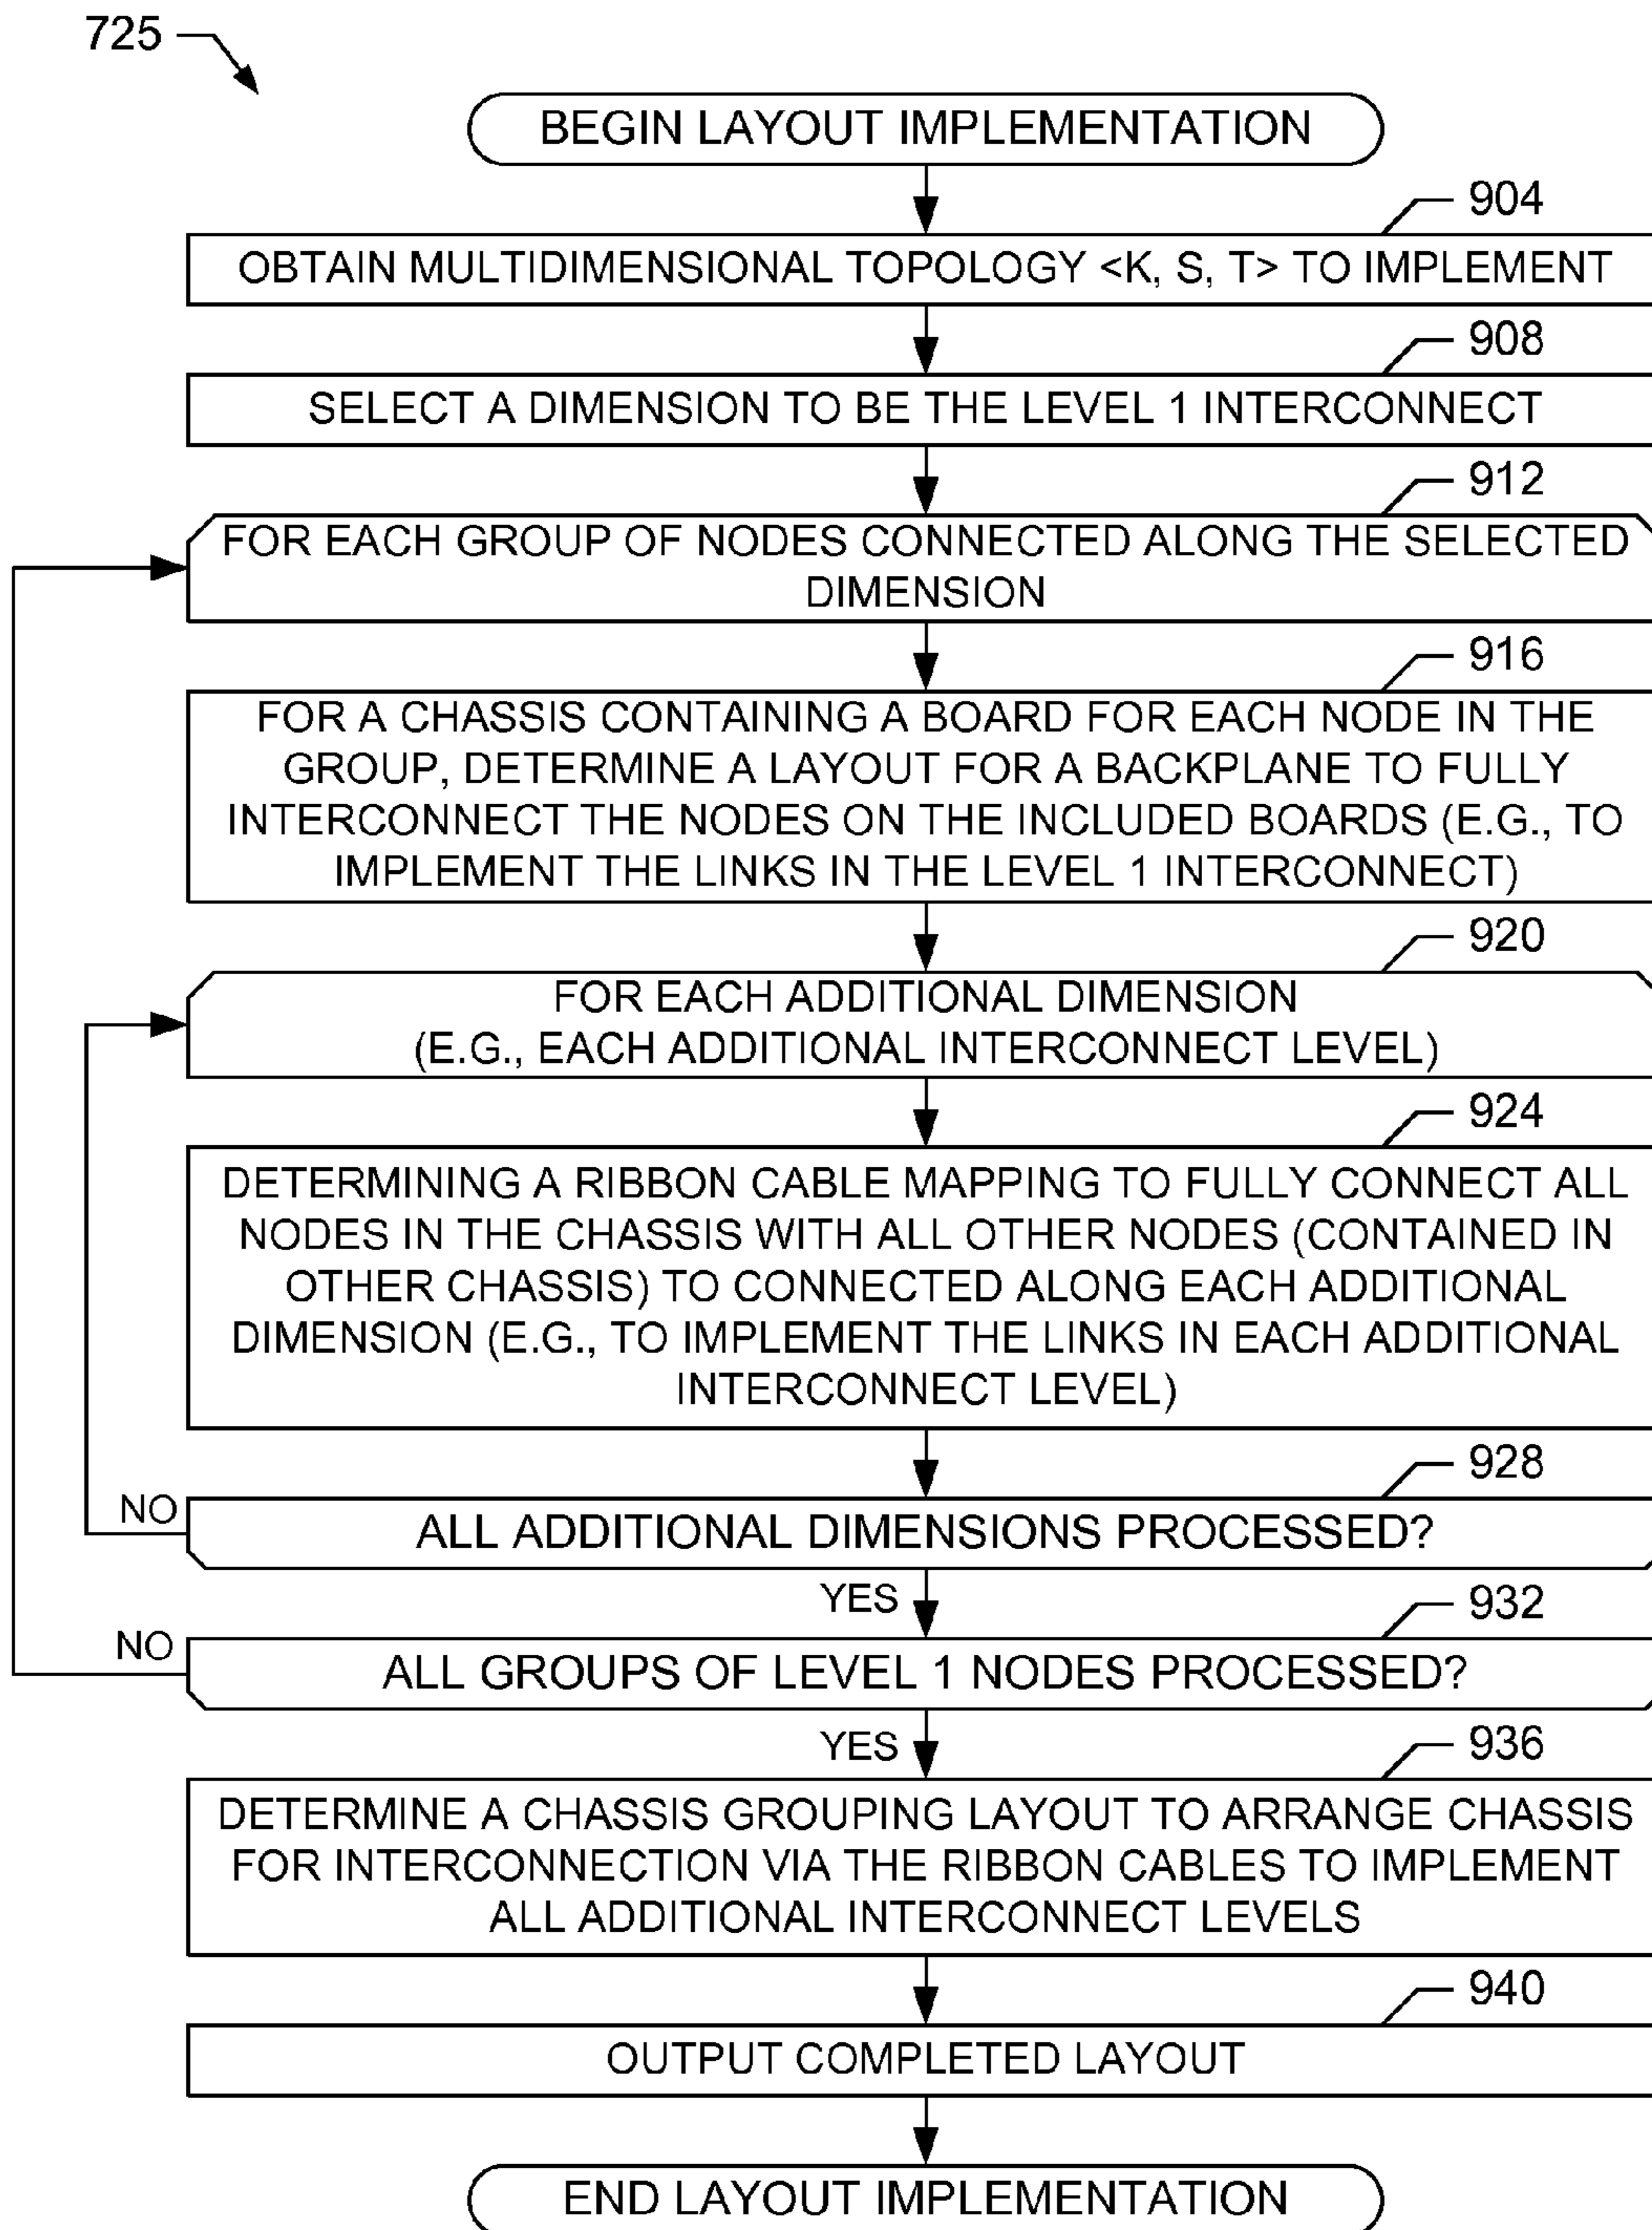 725
BEGIN LAYOUT IMPLEMENTATION
904
OBTAIN MULTIDIMENSIONAL TOPOLOGY <K, S, T> TO IMPLEMENT
908
SELECT A DIMENSION TO BE THE LEVEL 1 INTERCONNECT
912
FOR EACH GROUP OF NODES CONNECTED ALONG THE SELECTED
DIMENSION
916
FOR A CHASSIS CONTAINING A BOARD FOR EACH NODE IN THE
GROUP, DETERMINE A LAYOUT FOR A BACKPLANE TO FULLY
INTERCONNECT THE NODES ON THE INCLUDED BOARDS (E.G., TO
IMPLEMENT THE LINKS IN THE LEVEL 1 INTERCONNECT)
920
FOR EACH ADDITIONAL DIMENSION
(E.G., EACH ADDITIONAL INTERCONNECT LEVEL)
924
DETERMINING A RIBBON CABLE MAPPING TO FULLY CONNECT ALL
NODES IN THE CHASSIS WITH ALL OTHER NODES (CONTAINED IN
OTHER CHASSIS) TO CONNECTED ALONG EACH ADDITIONAL
DIMENSION (E.G., TO IMPLEMENT THE LINKS IN EACH ADDITIONAL
INTERCONNECT LEVEL)
928
NO
ALL ADDITIONAL DIMENSIONS PROCESSED?
YES
932
NO
ALL GROUPS OF LEVEL 1 NODES PROCESSED?
YES
936
DETERMINE A CHASSIS GROUPING LAYOUT TO ARRANGE CHASSIS
FOR INTERCONNECTION VIA THE RIBBON CABLES TO IMPLEMENT
ALL ADDITIONAL INTERCONNECT LEVELS
940
OUTPUT COMPLETED LAYOUT
END LAYOUT IMPLEMENTATION